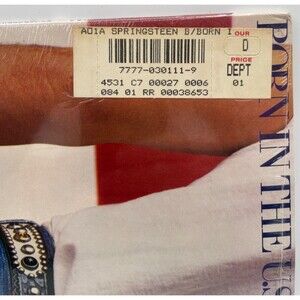 AD1A SPRINGSTEEN B/BORN I
OUR
D
PRICE
7777-030111-9
DEPT
4531 C7 00027 0006
01
084 01 RR 00038653
BORN IN THE U.S.